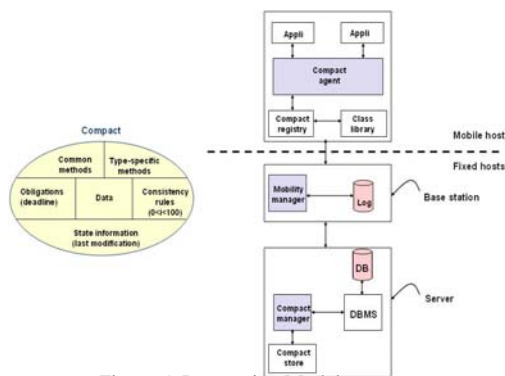 Compact
Common
methods
Type-specific
methods
Obligations
(deadline)
Data
Consistency
rules
(0<i<100)
State information
(last modification)
Appli
Appli
Compact
agent
Compact
registry
Class
library
Mobile host
Fixed hosts
Mobility
manager
Log
Base station
DB
Compact
manager
DBMS
Server
Compact
store